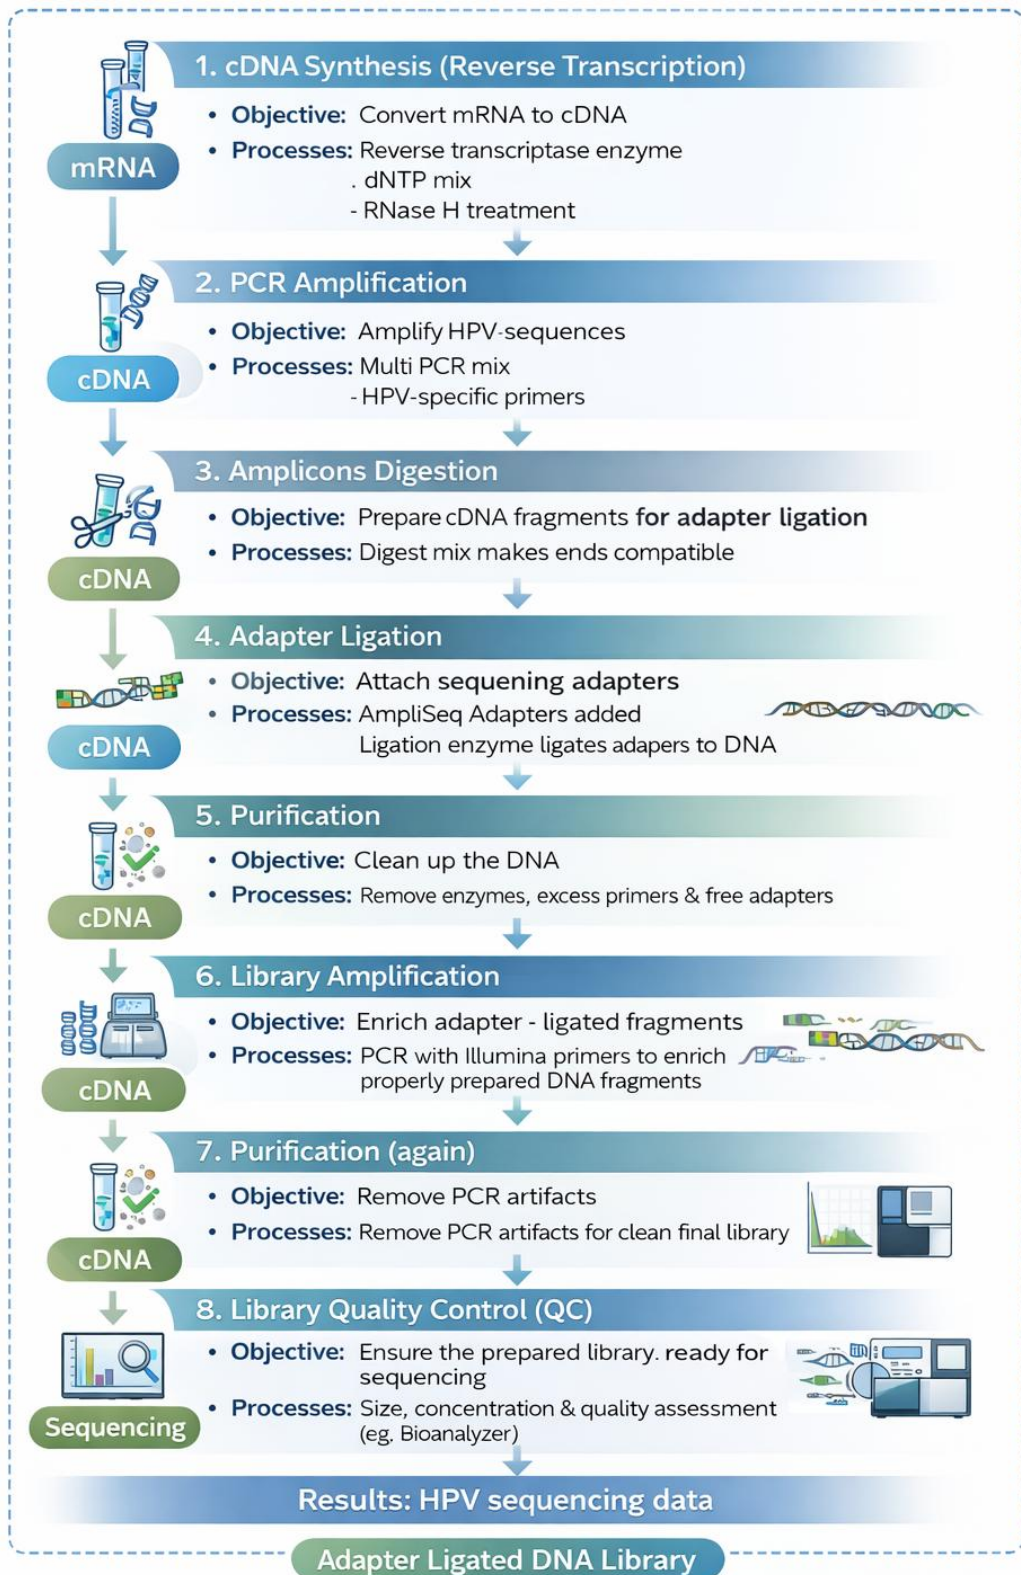 1. cDNA Synthesis (Reverse Transcription)
• Objective: Convert mRNA to cDNA
• Processes: Reverse transcriptase enzyme
. dNTP mix
- RNase H treatment
mRNA
2. PCR Amplification
• Objective: Amplify HPV-sequences
• Processes: Multi PCR mix
- HPV-specific primers
cDNA
3. Amplicons Digestion
• Objective: Prepare cDNA fragments for adapter ligation
• Processes: Digest mix makes ends compatible
cDNA
4. Adapter Ligation
• Objective: Attach sequening adapters
• Processes: AmpliSeq Adapters added
Ligation enzyme ligates adapers to DNA
cDNA
5. Purification
• Objective: Clean up the DNA
• Processes: Remove enzymes, excess primers & free adapters
cDNA
6. Library Amplification
• Objective: Enrich adapter - ligated fragments
• Processes: PCR with Illumina primers to enrich
properly prepared DNA fragments
cDNA
7. Purification (again)
• Objective: Remove PCR artifacts
• Processes: Remove PCR artifacts for clean final library
cDNA
8. Library Quality Control (QC)
• Objective: Ensure the prepared library. ready for
sequencing
• Processes: Size, concentration & quality assessment
(eg. Bioanalyzer)
Sequencing
Results: HPV sequencing data
Adapter Ligated DNA Library